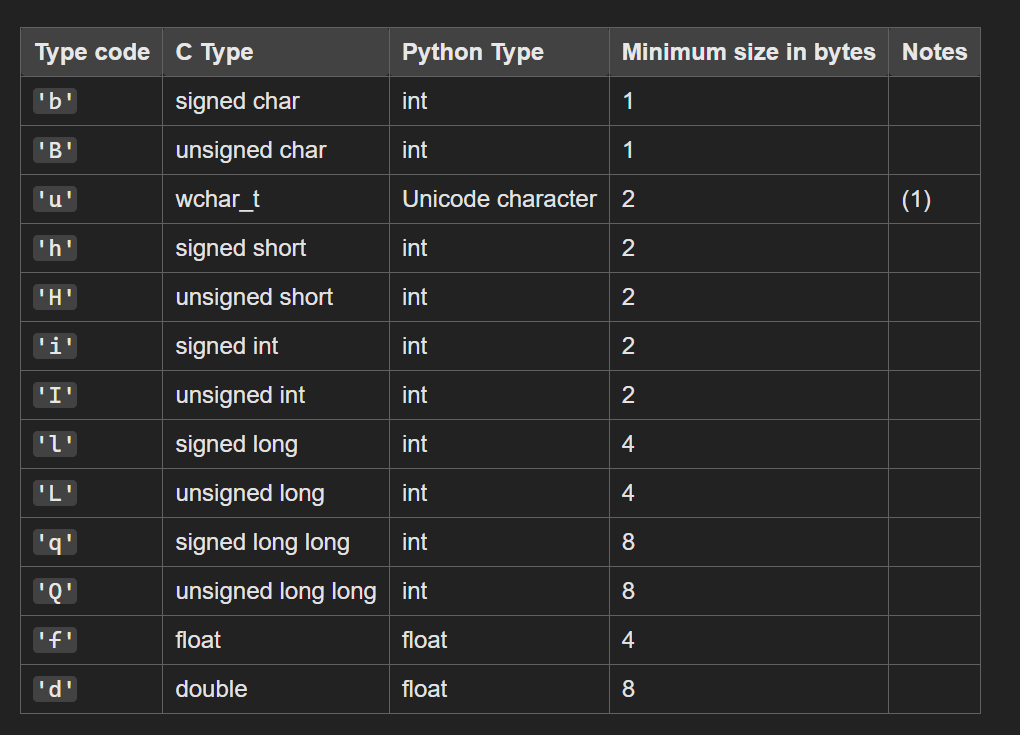 Type code C Type Python Type Minimum size in bytes Notes
'b' signed char int 1
'B' unsigned char int 1
'u' wchar_t Unicode character 2 (1)
'h' signed short int 2
'H' unsigned short int 2
'i' signed int int 2
'I' unsigned int int 2
'l' signed long int 4
'L' unsigned long int 4
'q' signed long long int 8
'Q' unsigned long long int 8
'f' float float 4
'd' double float 8